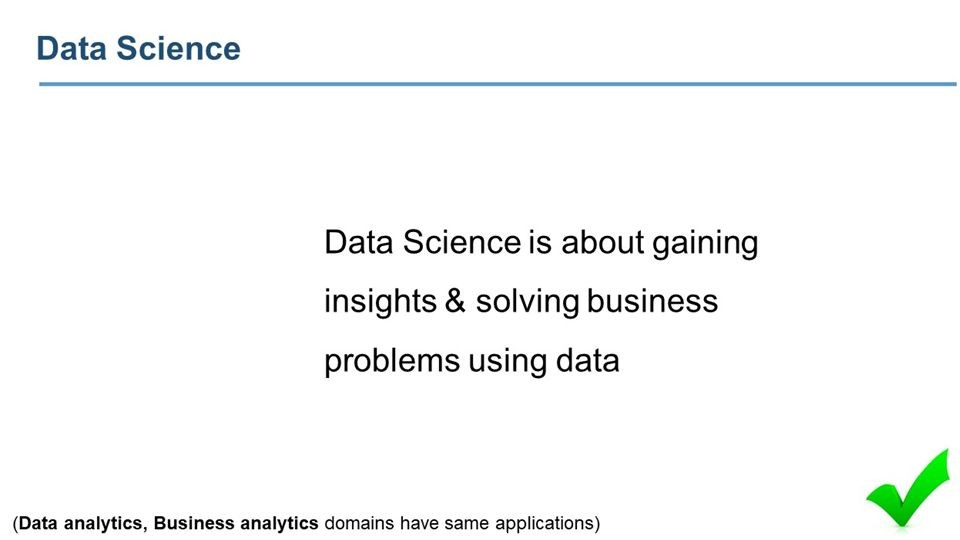 Data Science
Data Science is about gaining
insights & solving business
problems using data
(Data analytics, Business analytics domains have same applications)